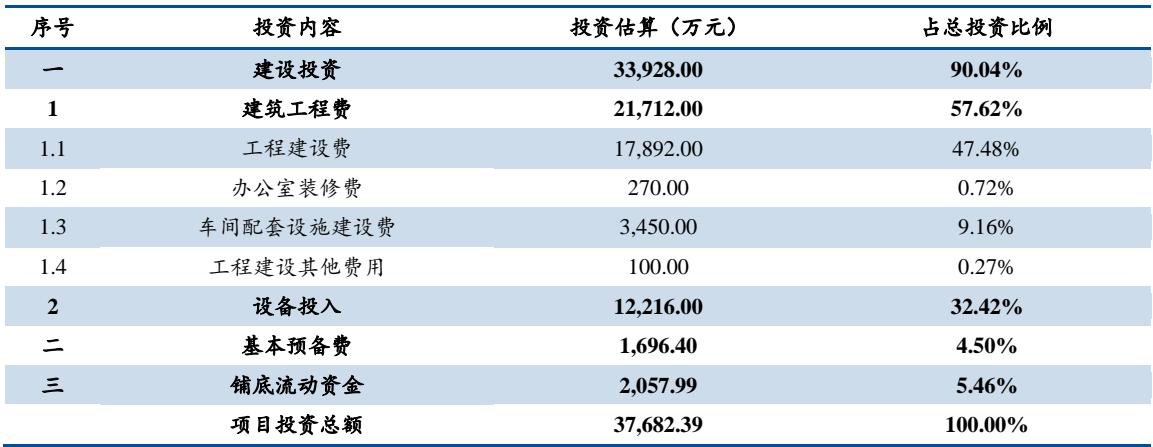 序号 投资内容 投资估算（万元） 占总投资比例
一 建设投资 33,928.00 90.04%
1 建筑工程费 21,712.00 57.62%
1.1 工程建设费 17,892.00 47.48%
1.2 办公室装修费 270.00 0.72%
1.3 车间配套设施建设费 3,450.00 9.16%
1.4 工程建设其他费用 100.00 0.27%
2 设备投入 12,216.00 32.42%
二 基本预备费 1,696.40 4.50%
三 铺底流动资金 2,057.99 5.46%
项目投资总额 37,682.39 100.00%